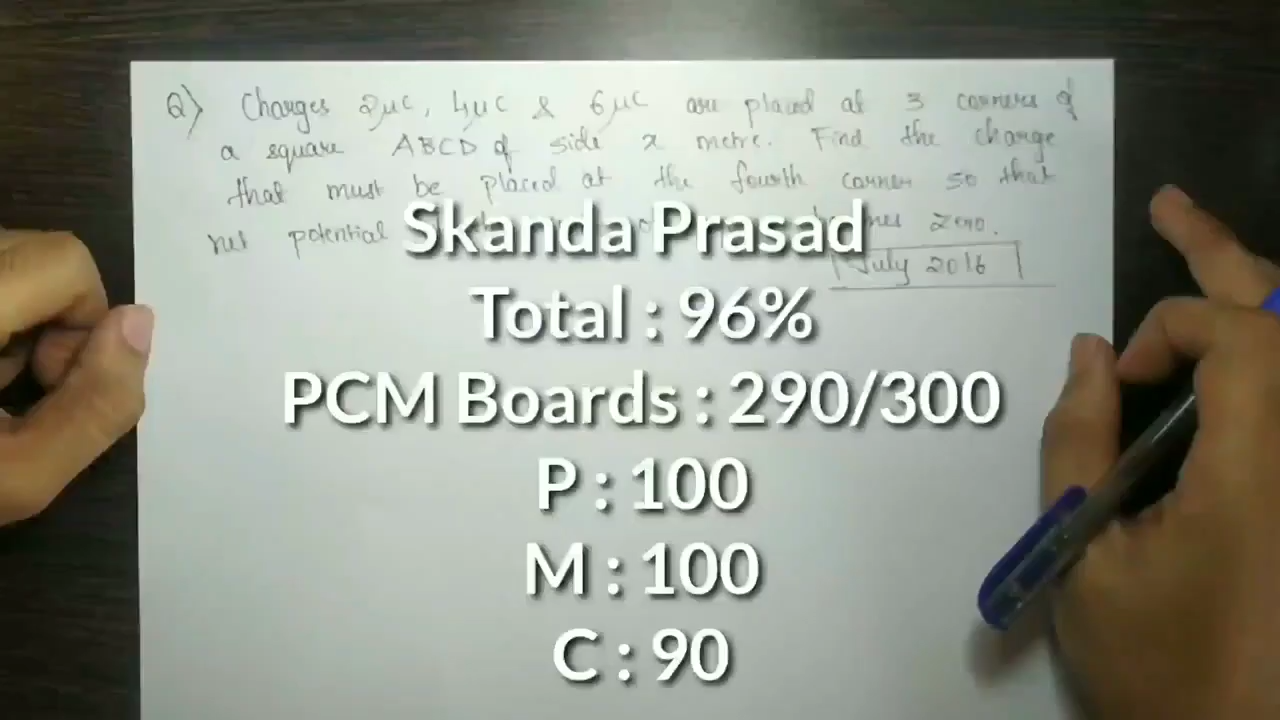 Q) Charges 2μc, 4μc & 6μc are placed at 3 corners of
a square ABCD of side x metre. Find the charge
that must be placed at the fourth corner so that
net potential zero.
July 2016
Skanda Prasad
Total : 96%
PCM Boards : 290/300
P : 100
M : 100
C : 90